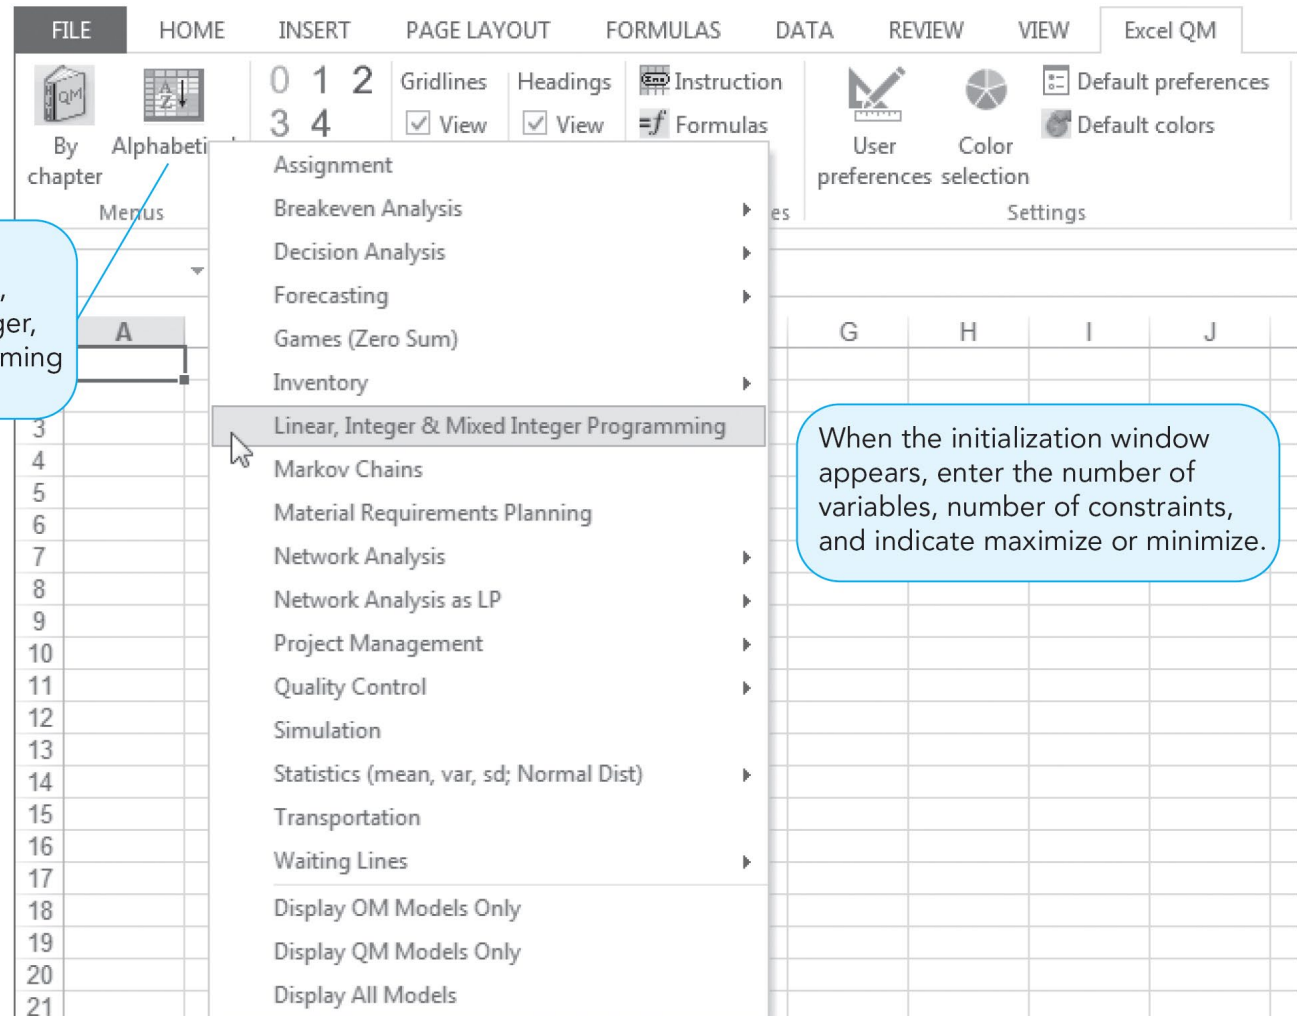 FILE HOME INSERT PAGE LAYOUT FORMULAS DATA REVIEW VIEW Excel QM
QM
A
Z
By
chapter
Alphabeti
Menus
0 1 2
3 4
Gridlines
View
Headings
View
Instruction
=f Formulas
es
User
preferences
Color
selection
Default preferences
Default colors
Settings
Assignment
Breakeven Analysis
Decision Analysis
Forecasting
Games (Zero Sum)
Inventory
Linear, Integer & Mixed Integer Programming
Markov Chains
Material Requirements Planning
Network Analysis
Network Analysis as LP
Project Management
Quality Control
Simulation
Statistics (mean, var, sd; Normal Dist)
Transportation
Waiting Lines
Display OM Models Only
Display QM Models Only
Display All Models
,
ger,
ming
A G H I J
3
4
5
6
7
8
9
10
11
12
13
14
15
16
17
18
19
20
21
When the initialization window
appears, enter the number of
variables, number of constraints,
and indicate maximize or minimize.